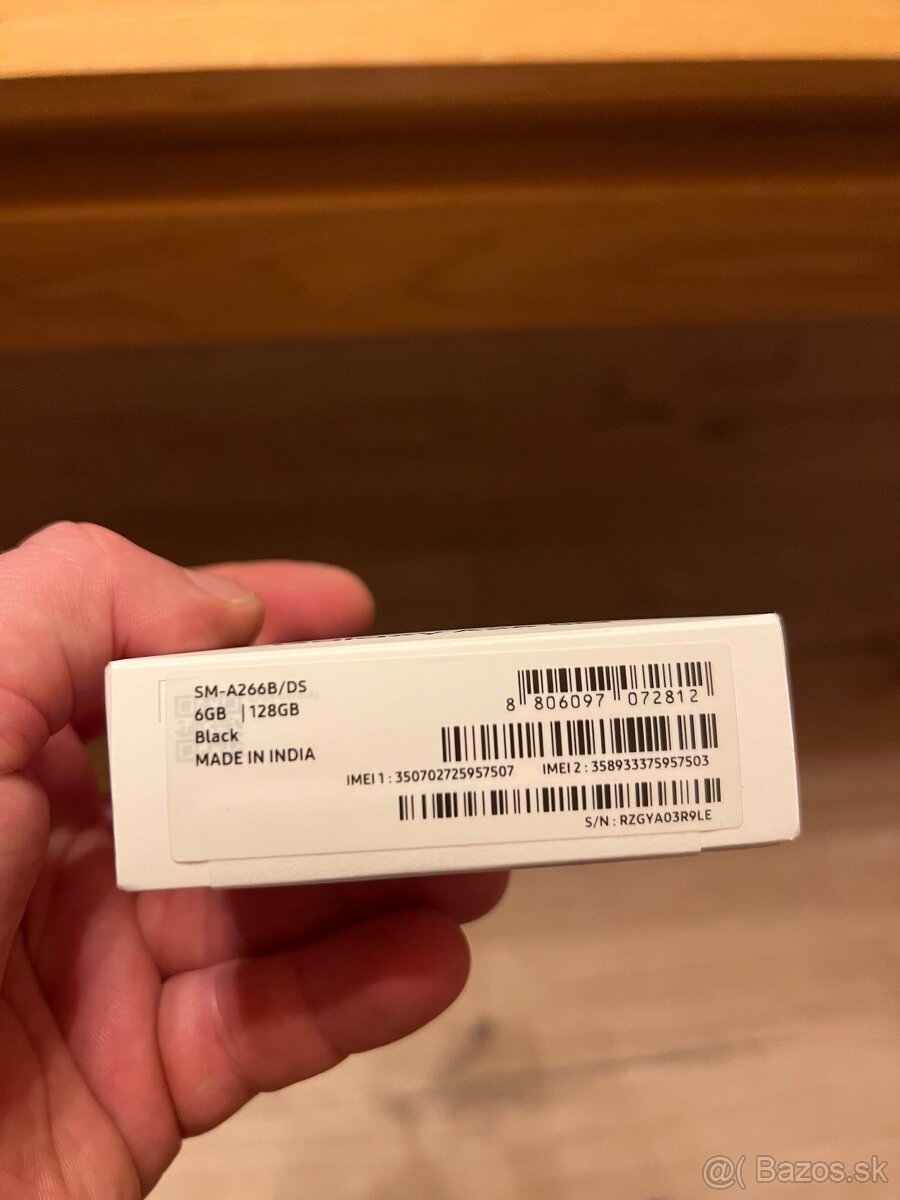 SM-A266B/DS
6GB | 128GB
Black
MADE IN INDIA
8 806097 072812
IMEI 1 : 350702725957507 IMEI 2 : 358933375957503
S/N : RZGYA03R9LE
@( Bazos.sk